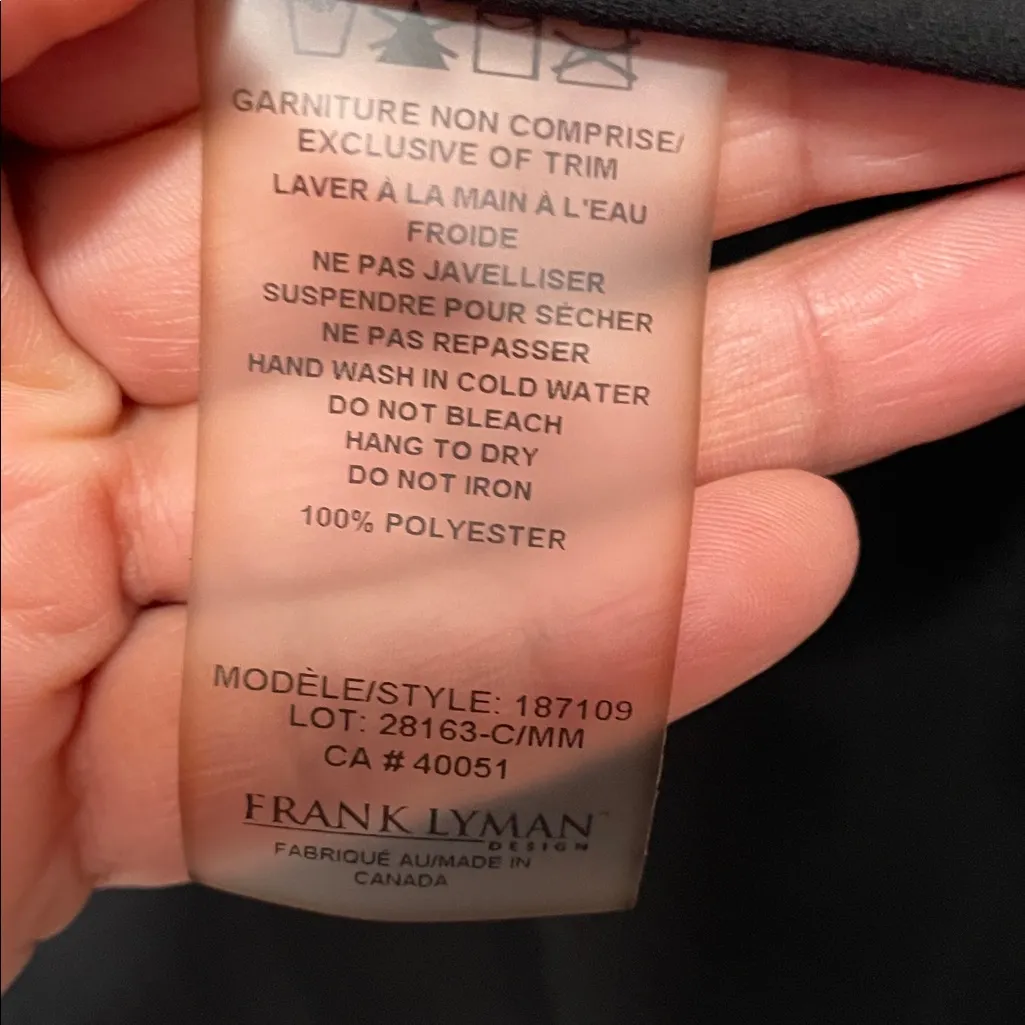 GARNITURE NON COMPRISE/
EXCLUSIVE OF TRIM
LAVER À LA MAIN À L'EAU
FROIDE
NE PAS JAVELLISER
SUSPENDRE POUR SÉCHER
NE PAS REPASSER
HAND WASH IN COLD WATER
DO NOT BLEACH
HANG TO DRY
DO NOT IRON
100% POLYESTER
MODÈLE/STYLE: 187109
LOT: 28163-C/MM
CA # 40051
FRANK LYMAN
DESIGN
FABRIQUÉ AU/MADE IN
CANADA